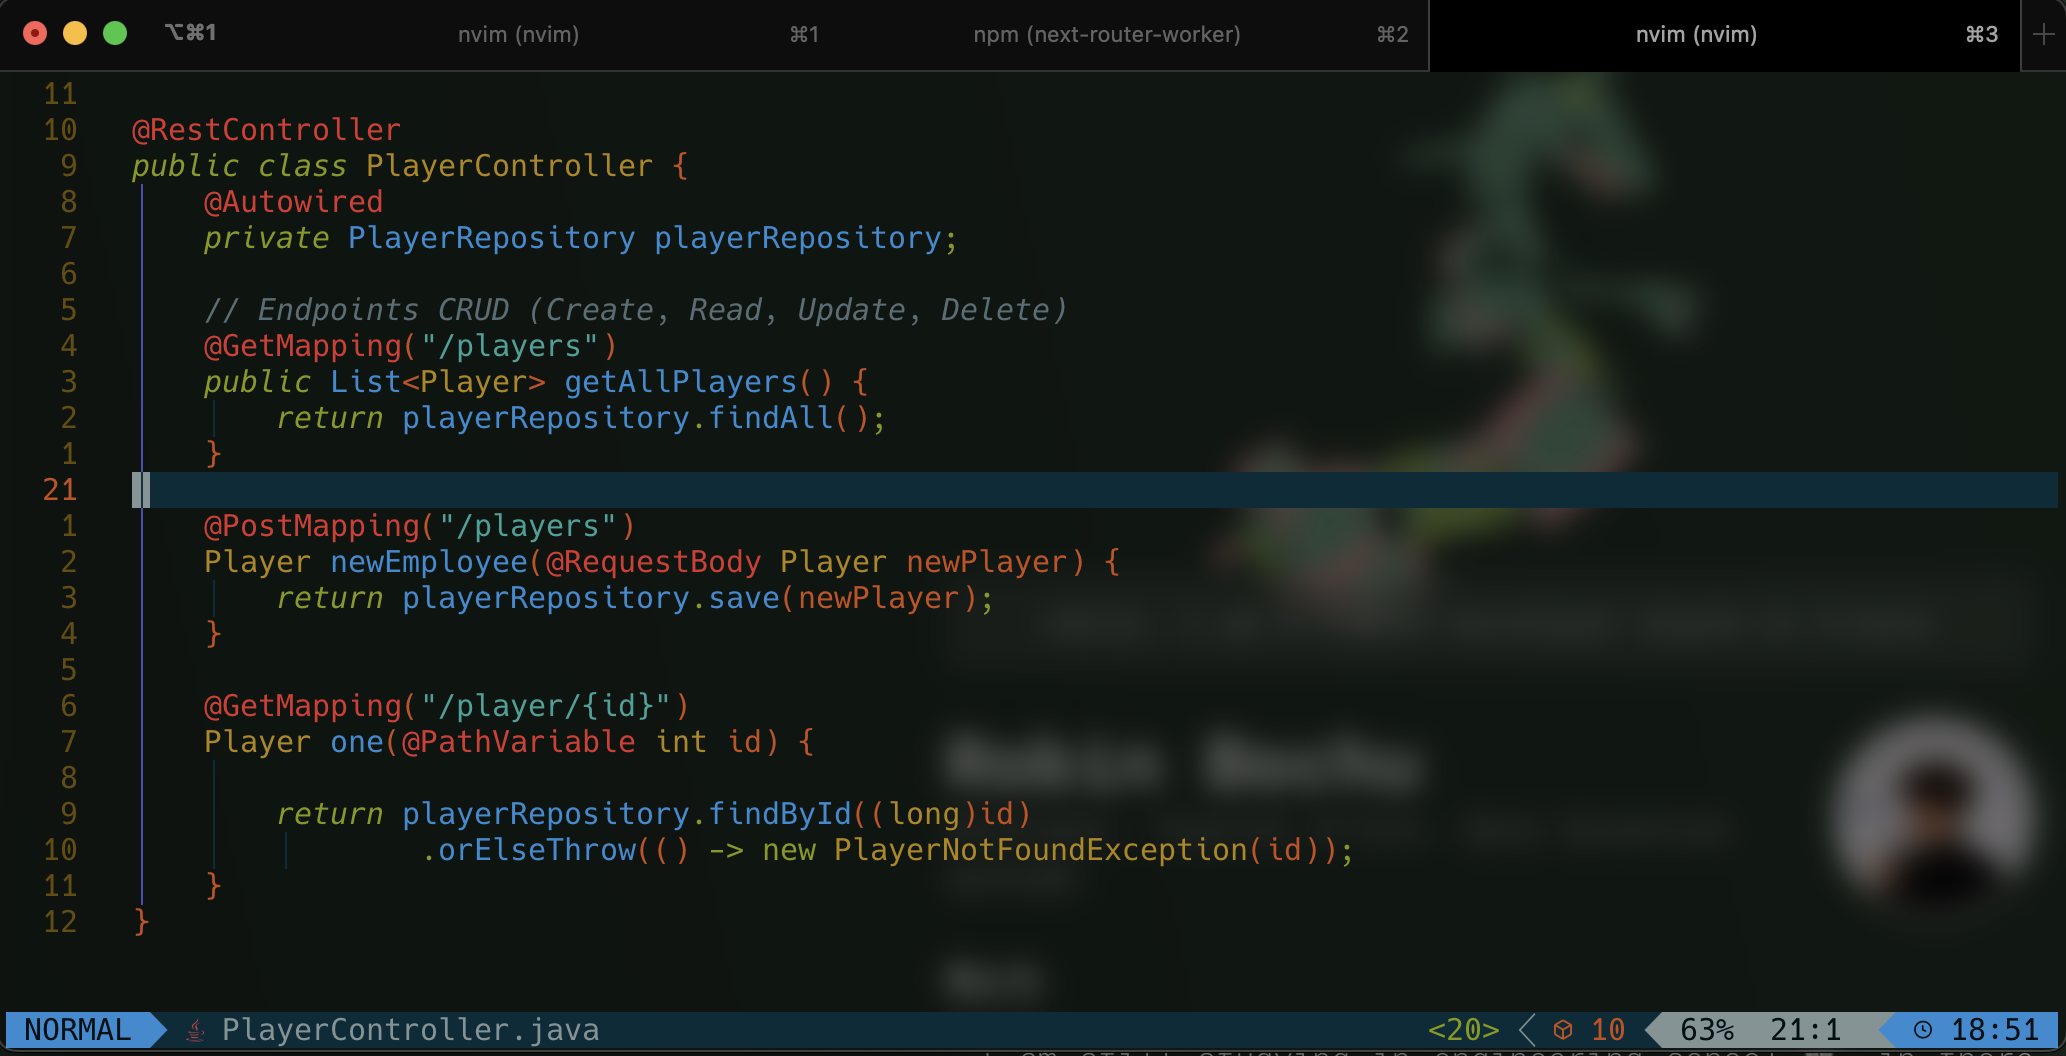 ⌥⌘1 nvim (nvim) ⌘1 npm (next-router-worker) ⌘2 nvim (nvim) ⌘3 +
11
10 @RestController
9 public class PlayerController {
8     @Autowired
7     private PlayerRepository playerRepository;
6
5     // Endpoints CRUD (Create, Read, Update, Delete)
4     @GetMapping("/players")
3     public List<Player> getAllPlayers() {
2         return playerRepository.findAll();
1     }
21
1     @PostMapping("/players")
2     Player newEmployee(@RequestBody Player newPlayer) {
3         return playerRepository.save(newPlayer);
4     }
5
6     @GetMapping("/player/{id}")
7     Player one(@PathVariable int id) {
8
9         return playerRepository.findById((long)id)
10                 .orElseThrow(() -> new PlayerNotFoundException(id));
11     }
12 }
NORMAL PlayerController.java <20> 10 63% 21:1 18:51